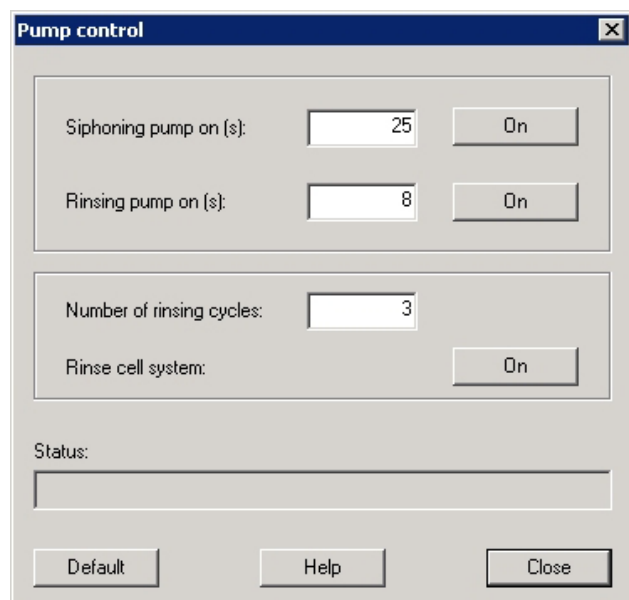 Pump control
Siphoning pump on (s): 25 On
Rinsing pump on (s): 8 On
Number of rinsing cycles: 3
Rinse cell system: On
Status:
Default Help Close